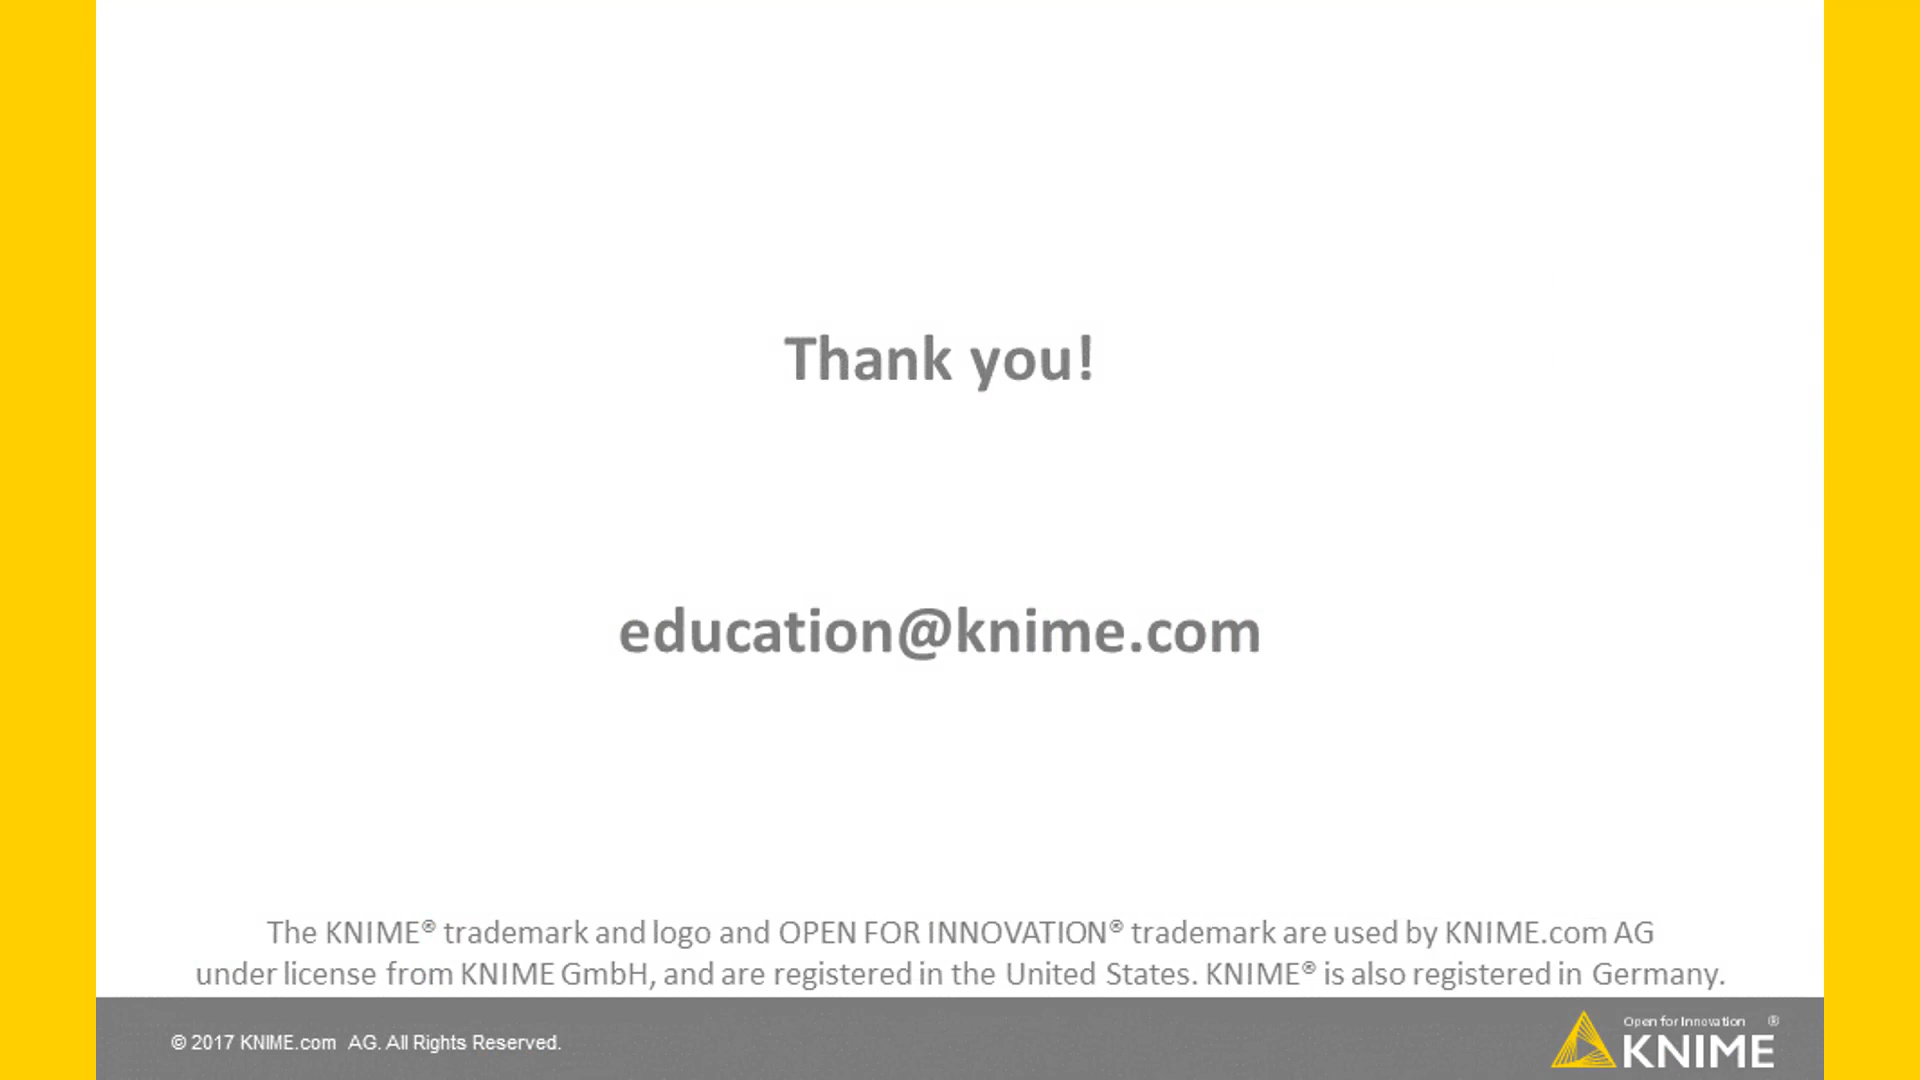 Thank you!
education@knime.com
The KNIME® trademark and logo and OPEN FOR INNOVATION® trademark are used by KNIME.com AG
under license from KNIME GmbH, and are registered in the United States. KNIME® is also registered in Germany.
© 2017 KNIME.com AG. All Rights Reserved.
Open for Innovation ®
KNIME